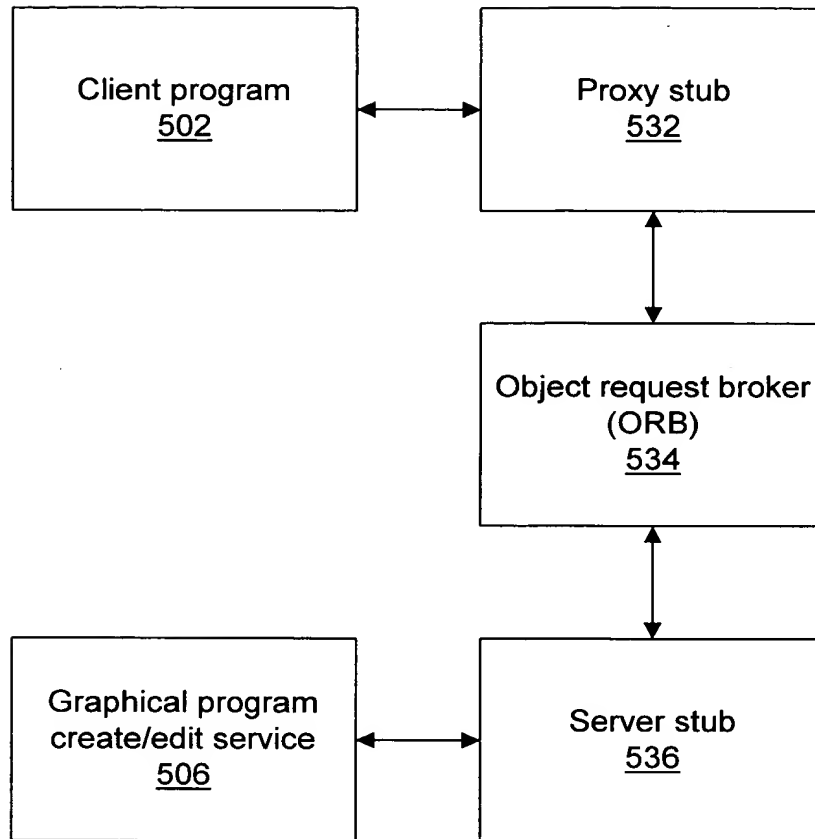 Client program
502
Proxy stub
532
Object request broker
(ORB)
534
Graphical program
create/edit service
506
Server stub
536